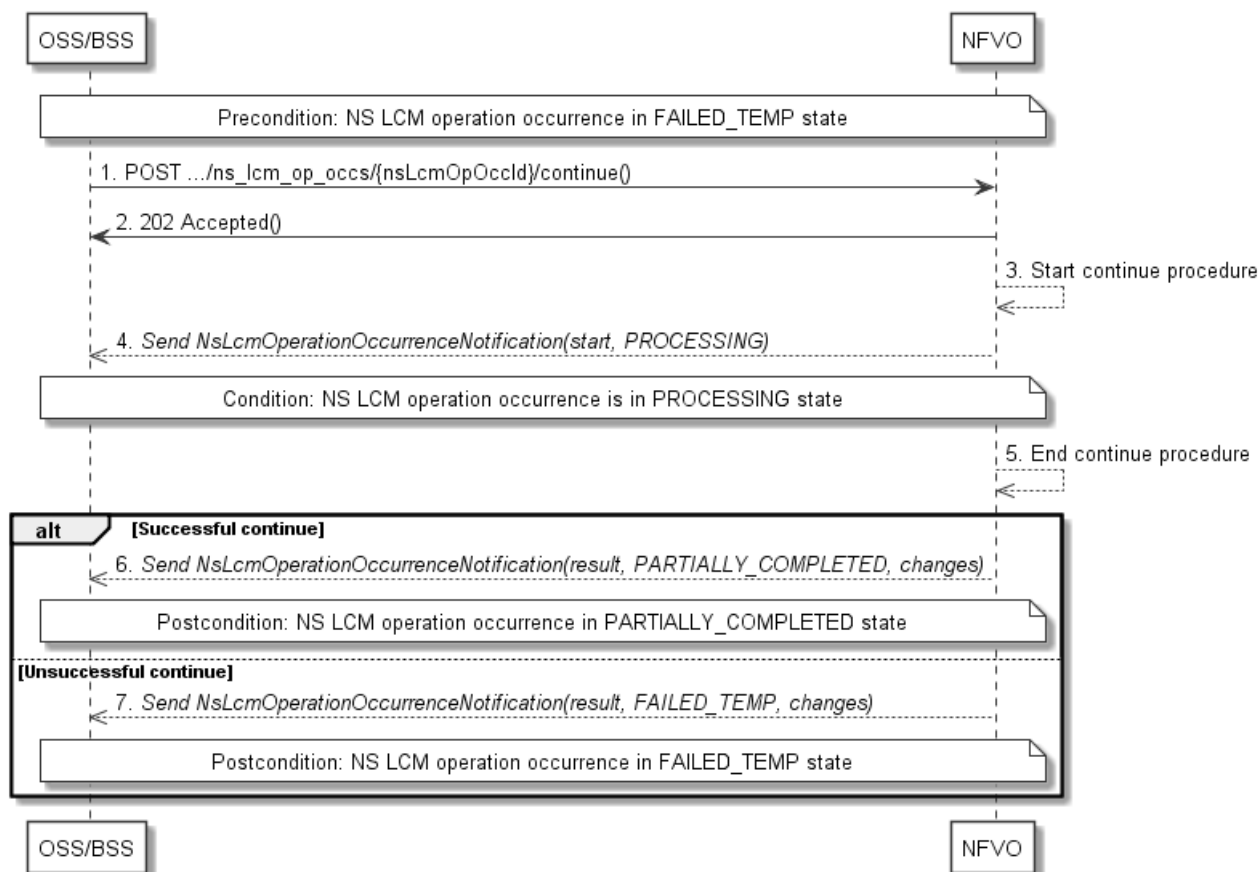 OSS/BSS
NFVO
Precondition: NS LCM operation occurrence in FAILED_TEMP state
1. POST .../ns_lcm_op_occs/{nsLcmOpOccId}/continue()
2. 202 Accepted()
3. Start continue procedure
4. Send NsLcmOperationOccurrenceNotification(start, PROCESSING)
Condition: NS LCM operation occurrence is in PROCESSING state
5. End continue procedure
alt
[Successful continue]
6. Send NsLcmOperationOccurrenceNotification(result, PARTIALLY_COMPLETED, changes)
Postcondition: NS LCM operation occurrence in PARTIALLY_COMPLETED state
[Unsuccessful continue]
7. Send NsLcmOperationOccurrenceNotification(result, FAILED_TEMP, changes)
Postcondition: NS LCM operation occurrence in FAILED_TEMP state
OSS/BSS
NFVO